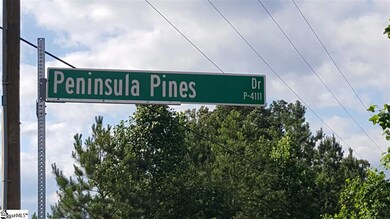 Peninsula Pines Dr
P-4111